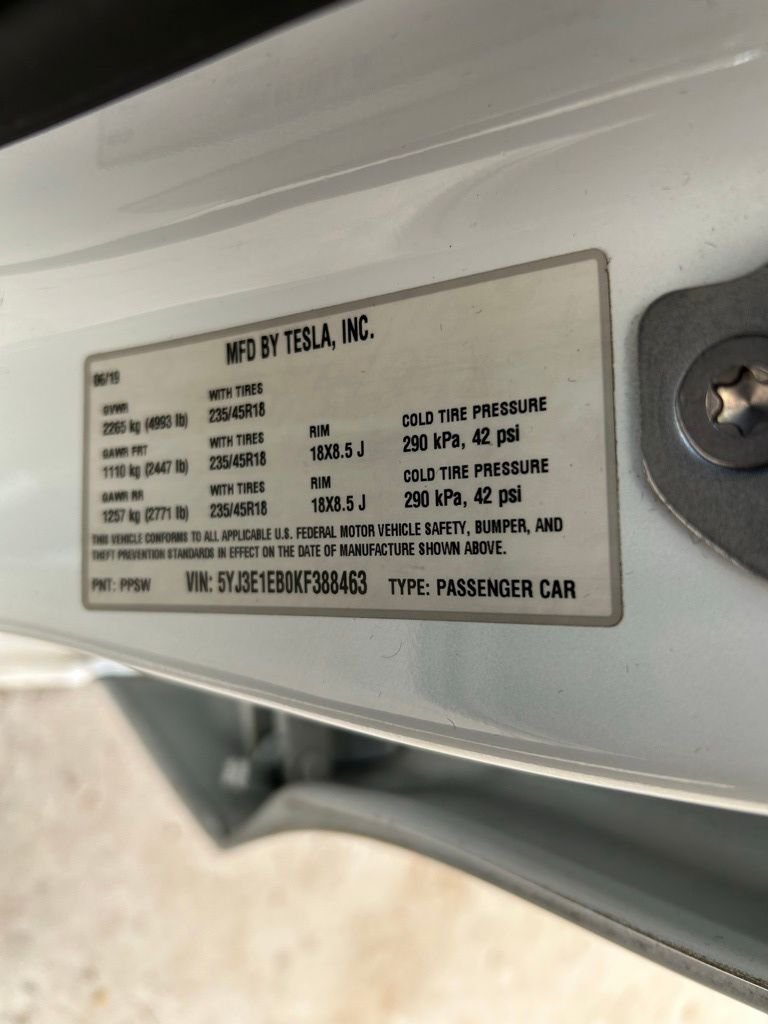 MFD BY TESLA, INC.
06/19
GVWR
2265 kg (4993 lb)
WITH TIRES
235/45R18
GAWR FRT
1110 kg (2447 lb)
WITH TIRES
235/45R18
RIM
18X8.5 J
COLD TIRE PRESSURE
290 kPa, 42 psi
GAWR RR
1257 kg (2771 lb)
WITH TIRES
235/45R18
RIM
18X8.5 J
COLD TIRE PRESSURE
290 kPa, 42 psi
THIS VEHICLE CONFORMS TO ALL APPLICABLE U.S. FEDERAL MOTOR VEHICLE SAFETY, BUMPER, AND
THEFT PREVENTION STANDARDS IN EFFECT ON THE DATE OF MANUFACTURE SHOWN ABOVE.
PNT: PPSW VIN: 5YJ3E1EB0KF388463 TYPE: PASSENGER CAR